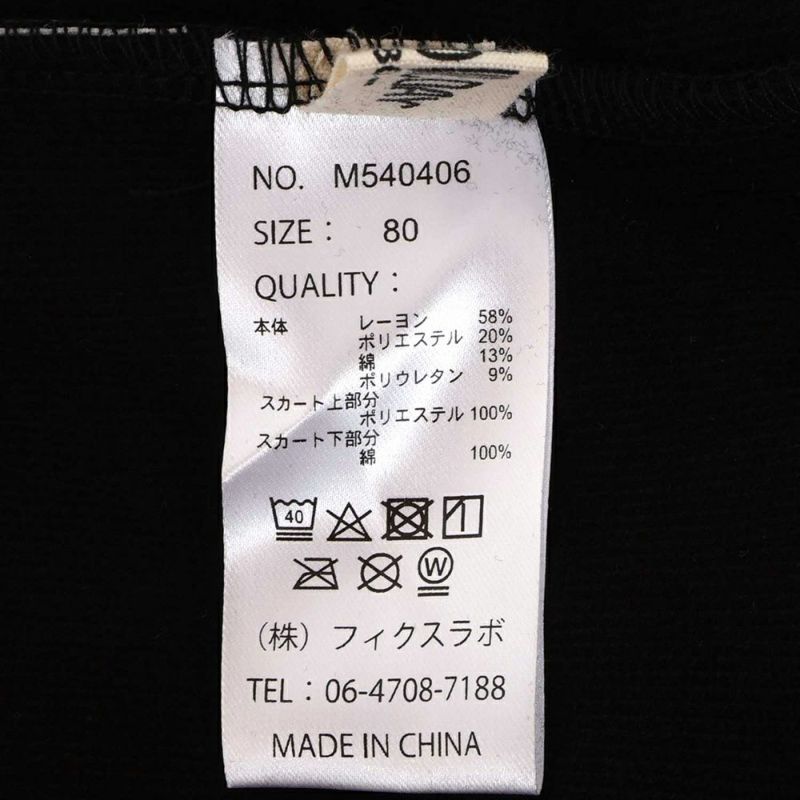 NO. M540406
SIZE： 80
QUALITY：
本体 レーヨン 58%
ポリエステル 20%
綿 13%
ポリウレタン 9%
スカート上部分
ポリエステル 100%
スカート下部分
綿 100%
40
W
（株）フィクスラボ
TEL：06-4708-7188
MADE IN CHINA